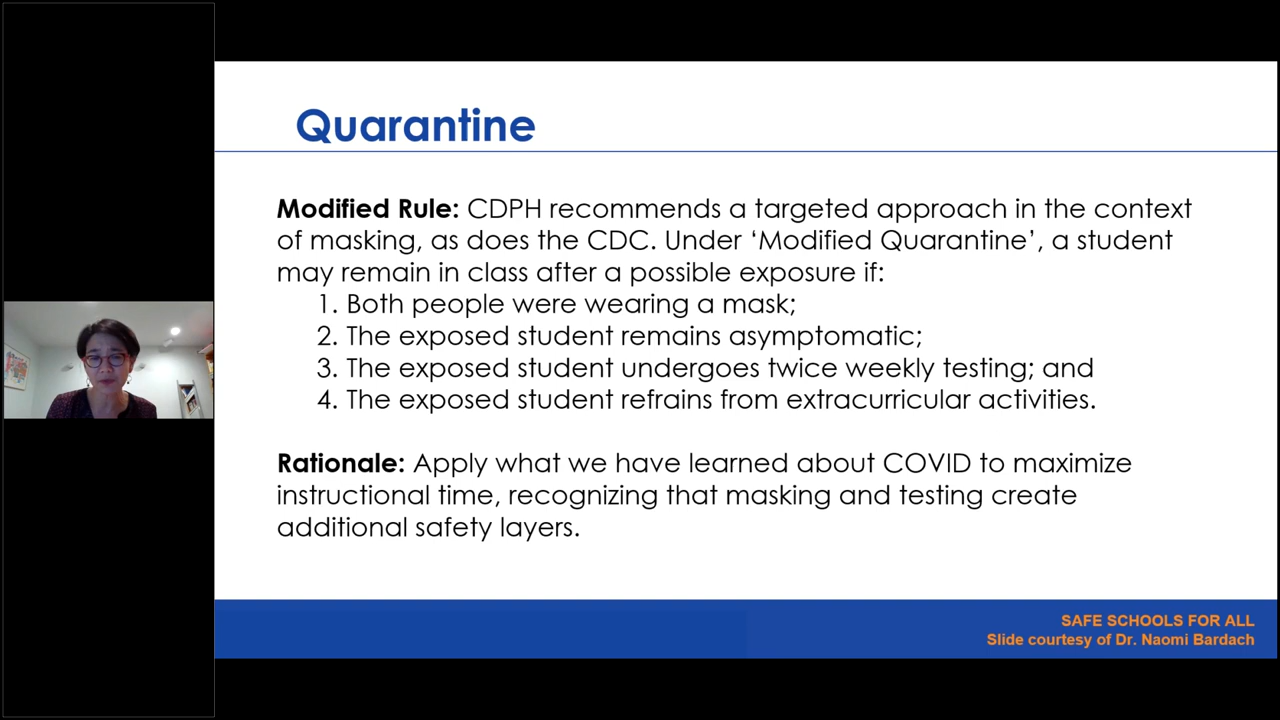 Quarantine
Modified Rule: CDPH recommends a targeted approach in the context
of masking, as does the CDC. Under ‘Modified Quarantine’, a student
may remain in class after a possible exposure if:
1. Both people were wearing a mask;
2. The exposed student remains asymptomatic;
3. The exposed student undergoes twice weekly testing; and
4. The exposed student refrains from extracurricular activities.
Rationale: Apply what we have learned about COVID to maximize
instructional time, recognizing that masking and testing create
additional safety layers.
SAFE SCHOOLS FOR ALL
Slide courtesy of Dr. Naomi Bardach